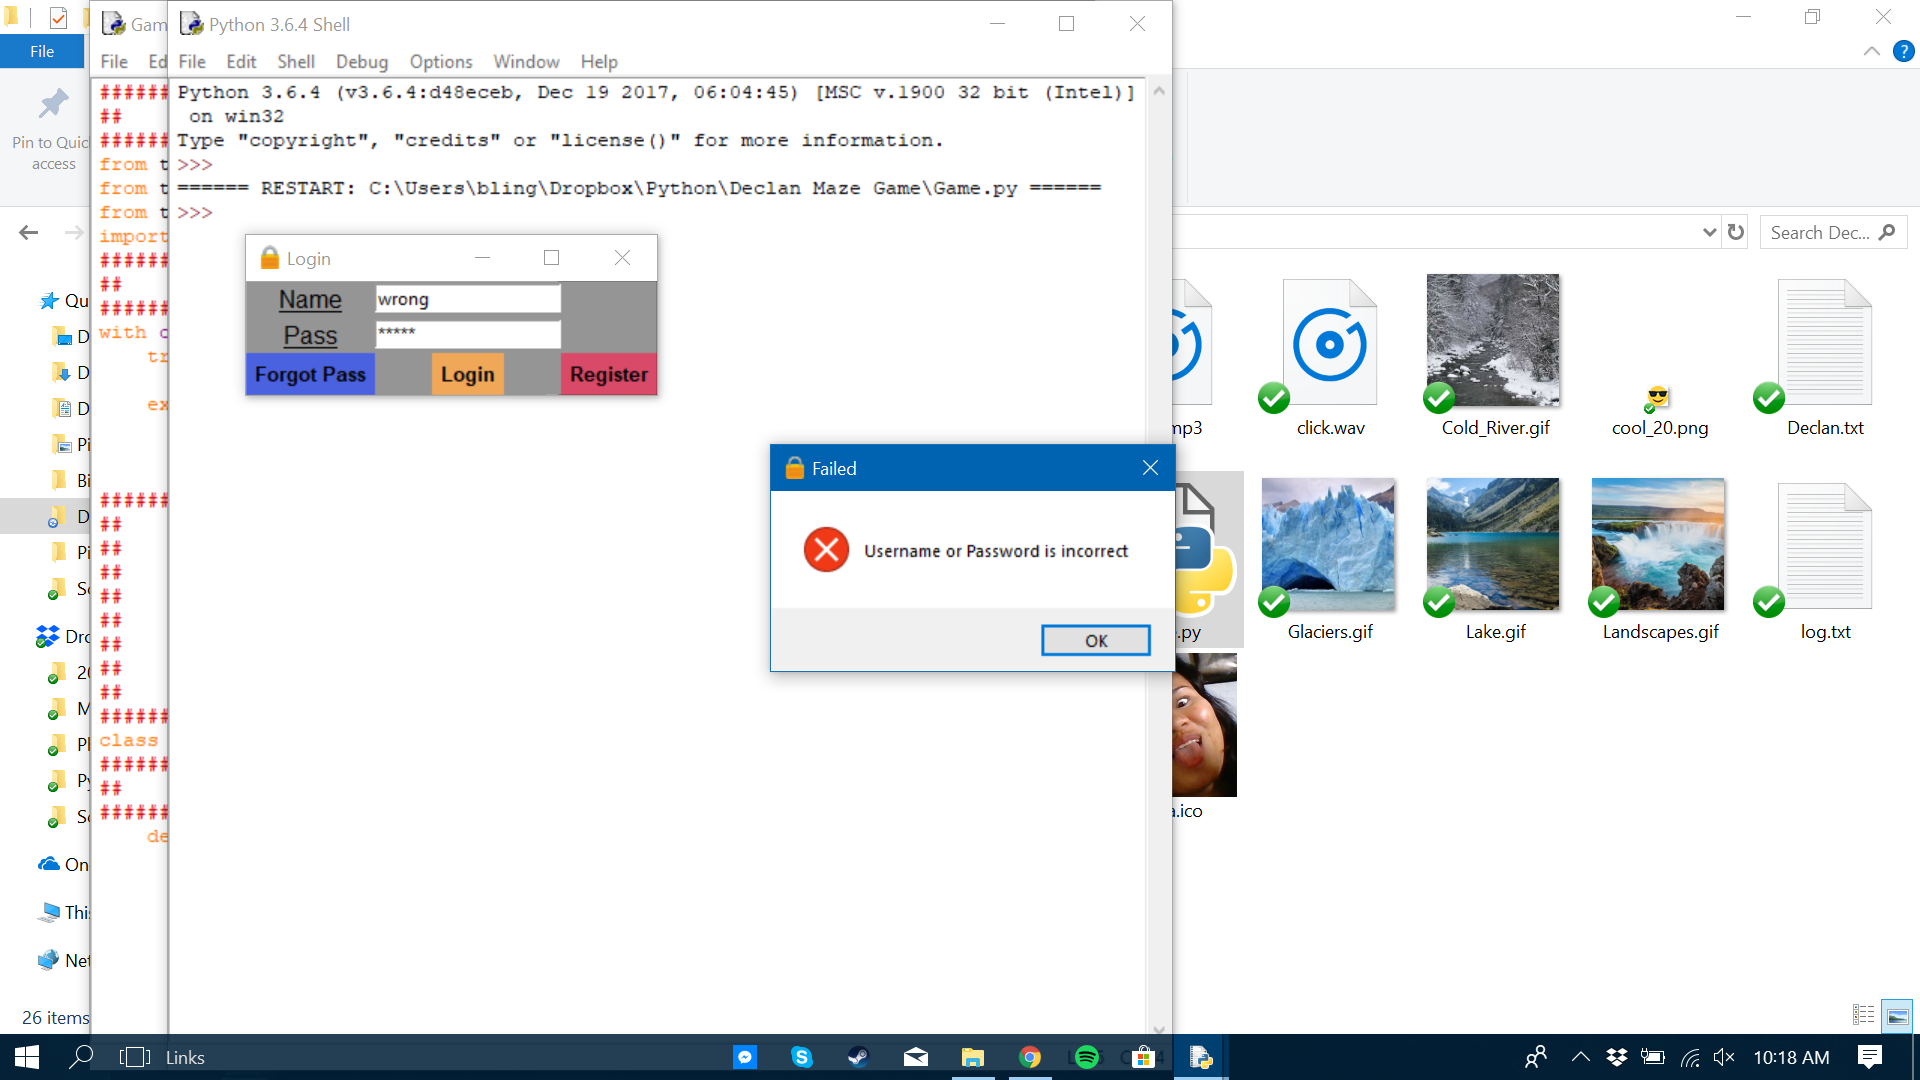 File
Pin to Quic
access
Qu
D
D
D
Pi
Bi
D
Pi
Sc
Dro
20
M
Pl
Py
Sc
On
This
Net
26 items
Gam
File Ed
########
##
########
from t
from t
from t
import
########
##
########
with c
tr
ex
########
##
##
##
##
##
##
##
##
########
class
########
##
########
de
Python 3.6.4 Shell
File Edit Shell Debug Options Window Help
Python 3.6.4 (v3.6.4:d48eceb, Dec 19 2017, 06:04:45) [MSC v.1900 32 bit (Intel)]
on win32
Type "copyright", "credits" or "license()" for more information.
>>>
====== RESTART: C:\Users\bling\Dropbox\Python\Declan Maze Game\Game.py ======
>>>
Login
Name wrong
Pass *****
Forgot Pass Login Register
Failed
Username or Password is incorrect
OK
Search Dec...
mp3 click.wav Cold_River.gif cool_20.png Declan.txt
.py Glaciers.gif Lake.gif Landscapes.gif log.txt
a.ico
Links
10:18 AM